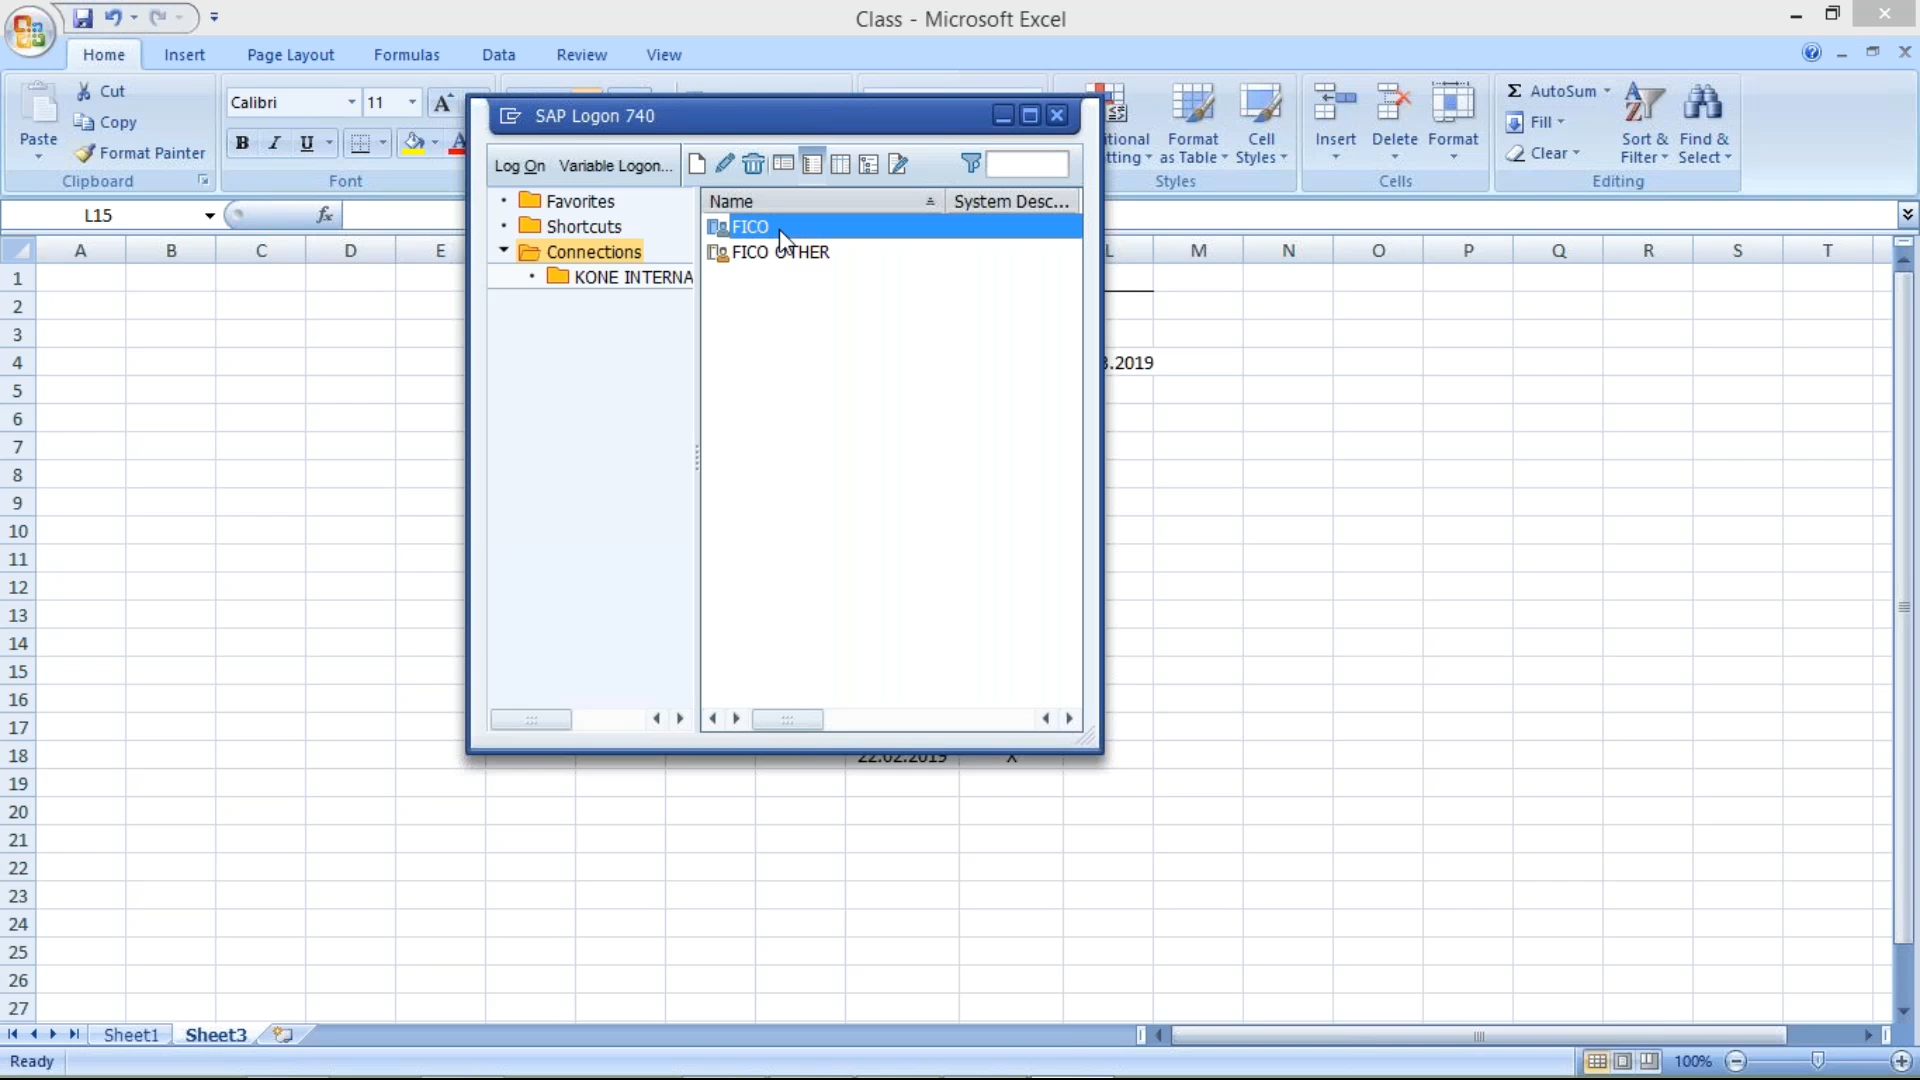 Class - Microsoft Excel
Home Insert Page Layout Formulas Data Review View
Paste
Cut
Copy
Format Painter
Clipboard
Calibri 11 A
B I U A
Font
Format as Table
Cell Styles
Styles
Insert Delete Format
Cells
Σ AutoSum
Fill
Clear
Sort & Filter
Find & Select
Editing
L15 fx
SAP Logon 740
Log On Variable Logon...
Favorites
Shortcuts
Connections
KONE INTERNA
Name System Desc...
FICO
FICO OTHER
A B C D E L M N O P Q R S T
1
2
3
4 .2019
5
6
7
8
9
10
11
12
13
14
15
16
17
18 22.02.2019 X
19
20
21
22
23
24
25
26
27
Sheet1 Sheet3
Ready 100%